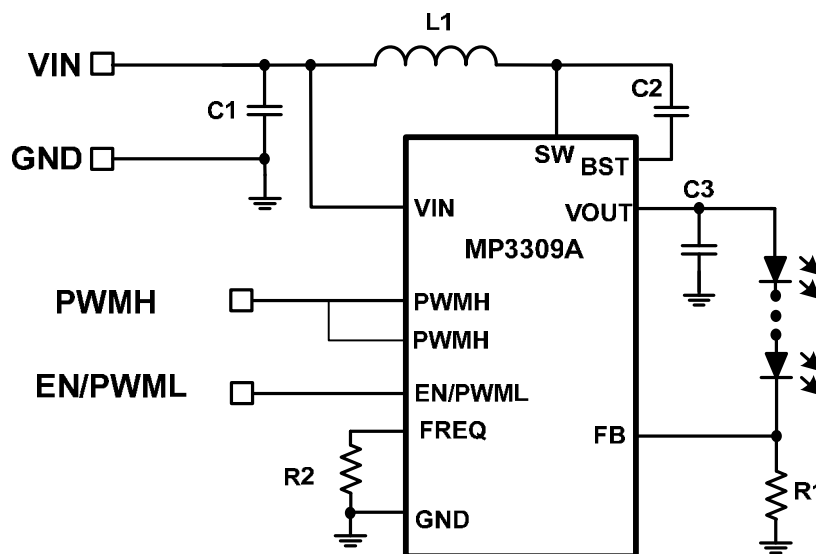 L1
VIN
C2
C1
GND
SW
BST
C3
VIN
VOUT
MP3309A
PWMH
PWMH
PWMH
EN/PWML
EN/PWML
FREQ
FB
R2
R1
GND